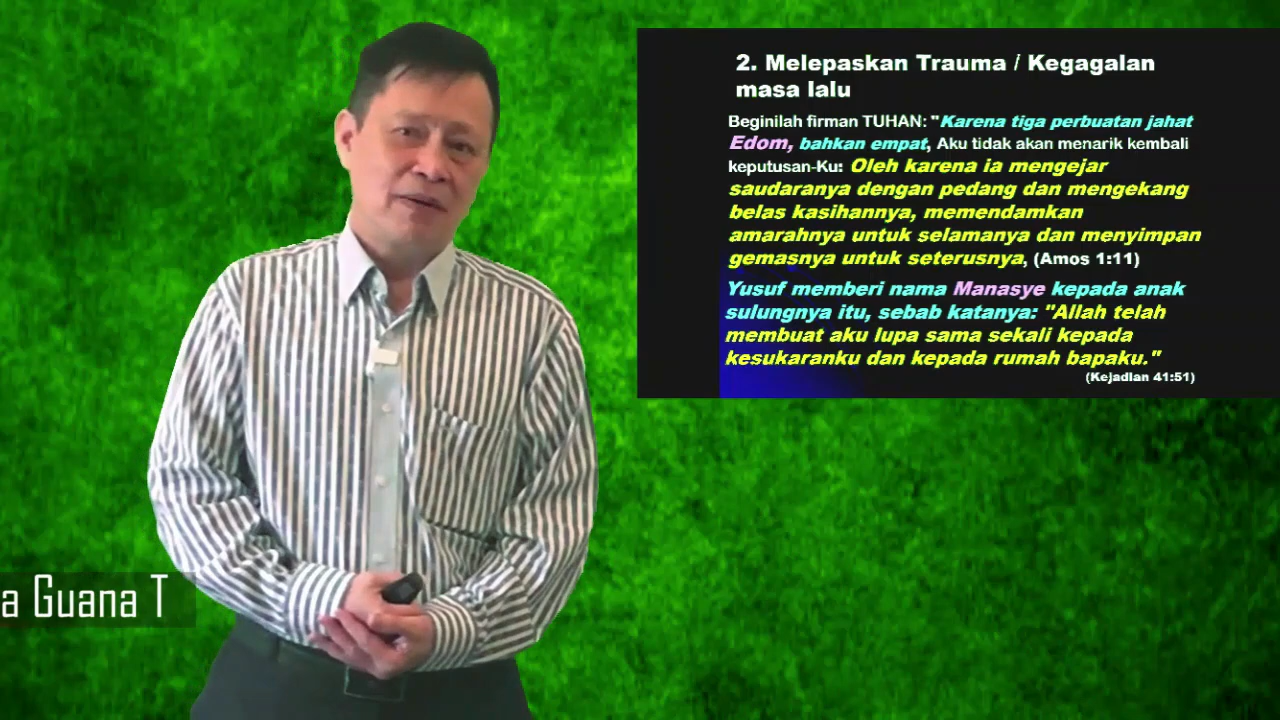 2. Melepaskan Trauma / Kegagalan
masa lalu
Beginilah firman TUHAN: "Karena tiga perbuatan jahat
Edom, bahkan empat, Aku tidak akan menarik kembali
keputusan-Ku: Oleh karena ia mengejar
saudaranya dengan pedang dan mengekang
belas kasihannya, memendamkan
amarahnya untuk selamanya dan menyimpan
gemasnya untuk seterusnya, (Amos 1:11)
Yusuf memberi nama Manasye kepada anak
sulungnya itu, sebab katanya: "Allah telah
membuat aku lupa sama sekali kepada
kesukaranku dan kepada rumah bapaku."
(Kejadian 41:51)
a Guana T